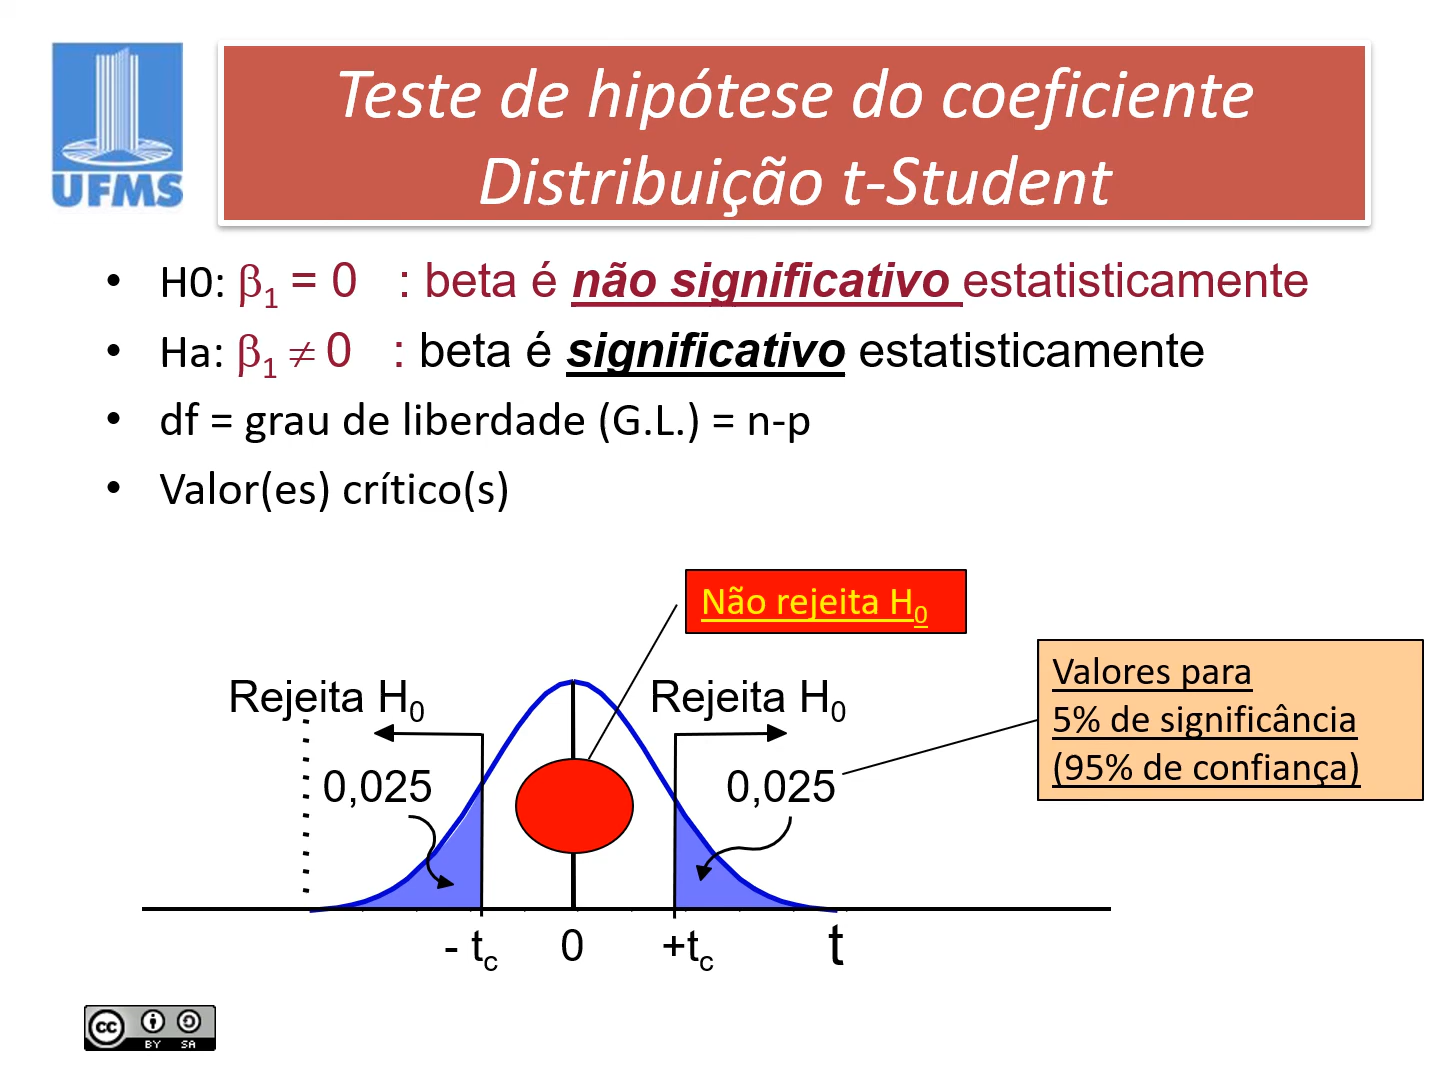 UFMS
Teste de hipótese do coeficiente
Distribuição t-Student
• H0: β1 = 0 : beta é não significativo estatisticamente
• Ha: β1 ≠ 0 : beta é significativo estatisticamente
• df = grau de liberdade (G.L.) = n-p
• Valor(es) crítico(s)
Não rejeita H0
Valores para
5% de significância
(95% de confiança)
Rejeita H0
Rejeita H0
0,025
0,025
- tc
0
+tc
t
cc
BY SA